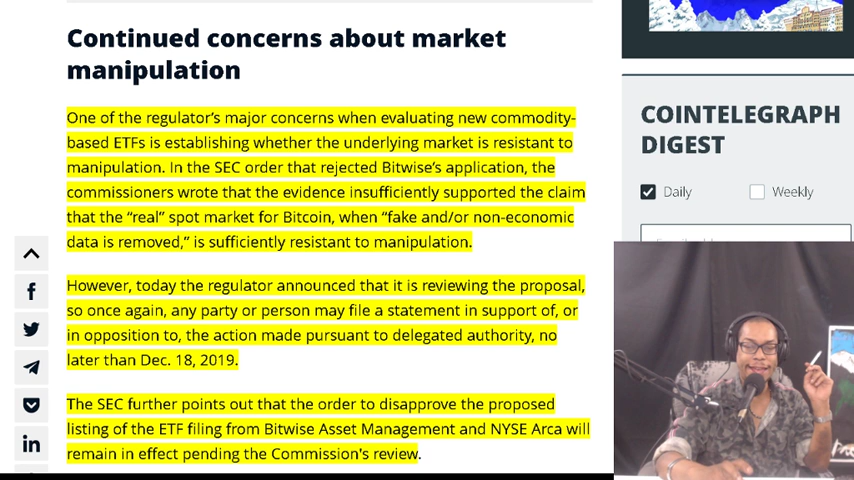 Continued concerns about market
manipulation
One of the regulator’s major concerns when evaluating new commodity-
based ETFs is establishing whether the underlying market is resistant to
manipulation. In the SEC order that rejected Bitwise’s application, the
commissioners wrote that the evidence insufficiently supported the claim
that the “real” spot market for Bitcoin, when “fake and/or non-economic
data is removed,” is sufficiently resistant to manipulation.
However, today the regulator announced that it is reviewing the proposal,
so once again, any party or person may file a statement in support of, or
in opposition to, the action made pursuant to delegated authority, no
later than Dec. 18, 2019.
The SEC further points out that the order to disapprove the proposed
listing of the ETF filing from Bitwise Asset Management and NYSE Arca will
remain in effect pending the Commission's review.
COINTELEGRAPH
DIGEST
Daily
Weekly